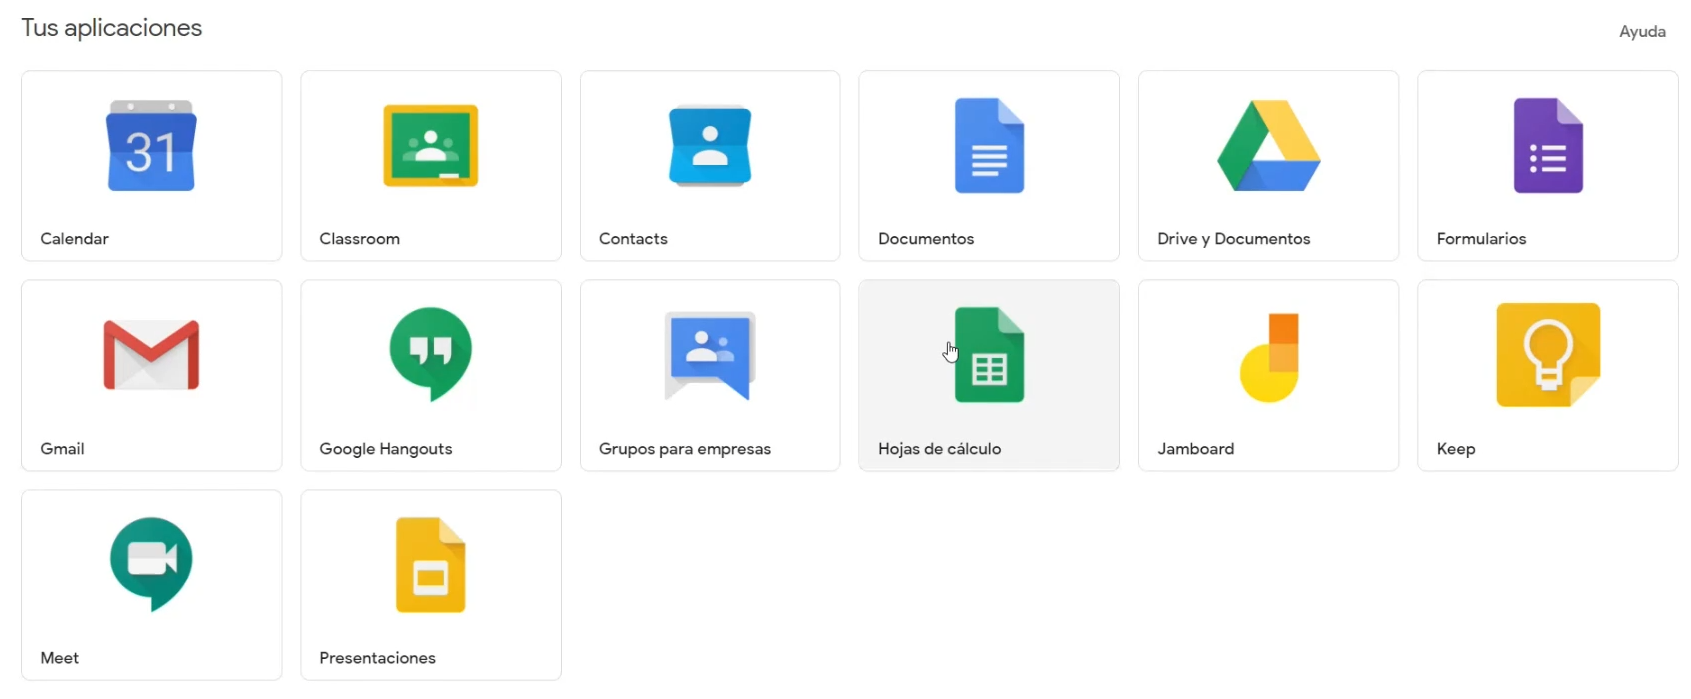 Tus aplicaciones
Ayuda
31
Calendar
Classroom
Contacts
Documentos
Drive y Documentos
Formularios
Gmail
Google Hangouts
Grupos para empresas
Hojas de cálculo
Jamboard
Keep
Meet
Presentaciones